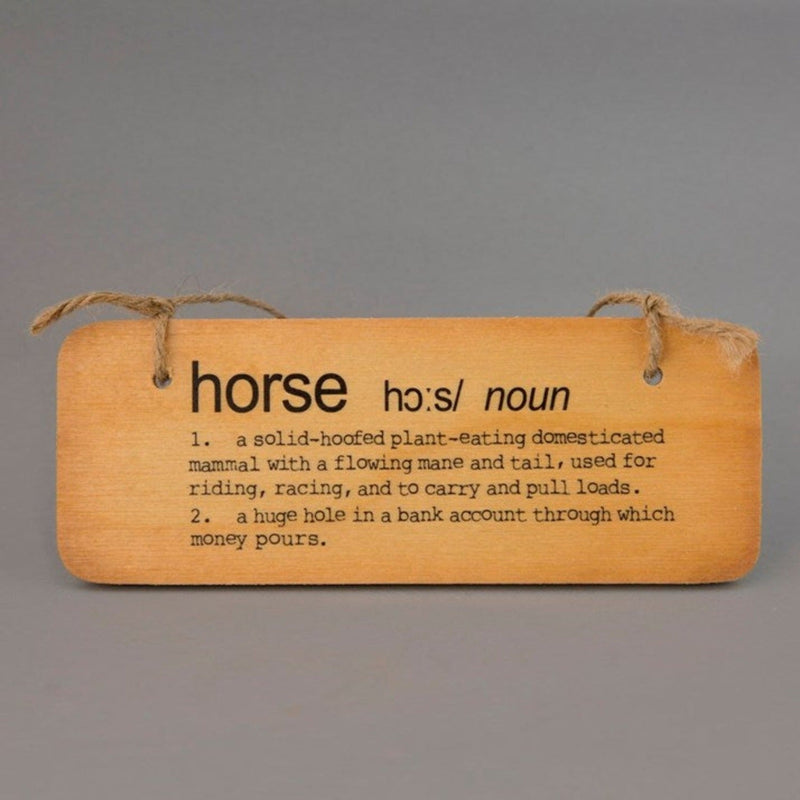 horse hɔːs/ noun
1. a solid-hoofed plant-eating domesticated
mammal with a flowing mane and tail, used for
riding, racing, and to carry and pull loads.
2. a huge hole in a bank account through which
money pours.